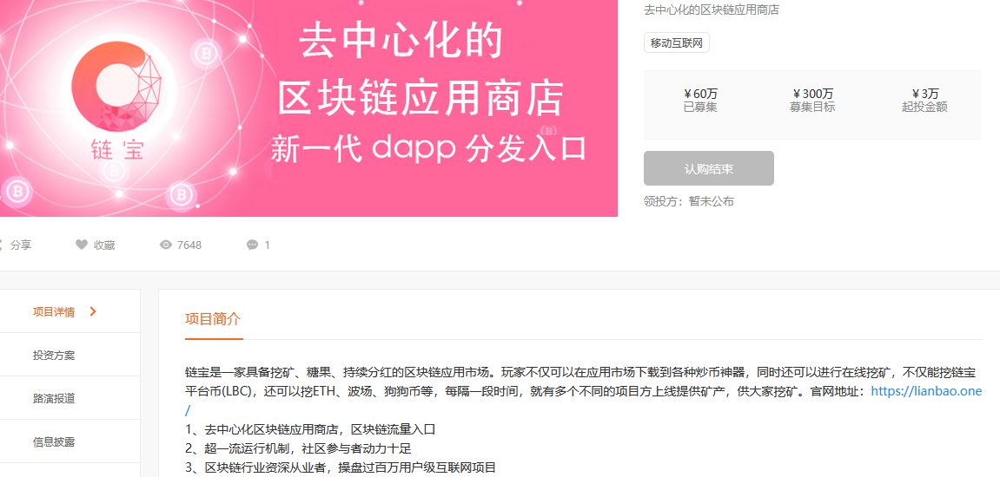 去中心化的
区块链应用商店
新一代 dapp 分发入口
链宝
去中心化的区块链应用商店
移动互联网
￥60万
已募集
￥300万
募集目标
￥3万
起投金额
认购结束
领投方：暂未公布
分享
收藏
7648
1
项目详情
投资方案
路演报道
信息披露
项目简介
链宝是一家具备挖矿、糖果、持续分红的区块链应用市场。玩家不仅可以在应用市场下载到各种炒币神器，同时还可以进行在线挖矿，不仅能挖链宝
平台币(LBC)，还可以挖ETH、波场、狗狗币等，每隔一段时间，就有多个不同的项目方上线提供矿产，供大家挖矿。官网地址：https://lianbao.one
/
1、去中心化区块链应用商店，区块链流量入口
2、超一流运行机制，社区参与者动力十足
3、区块链行业资深从业者，操盘过百万用户级互联网项目